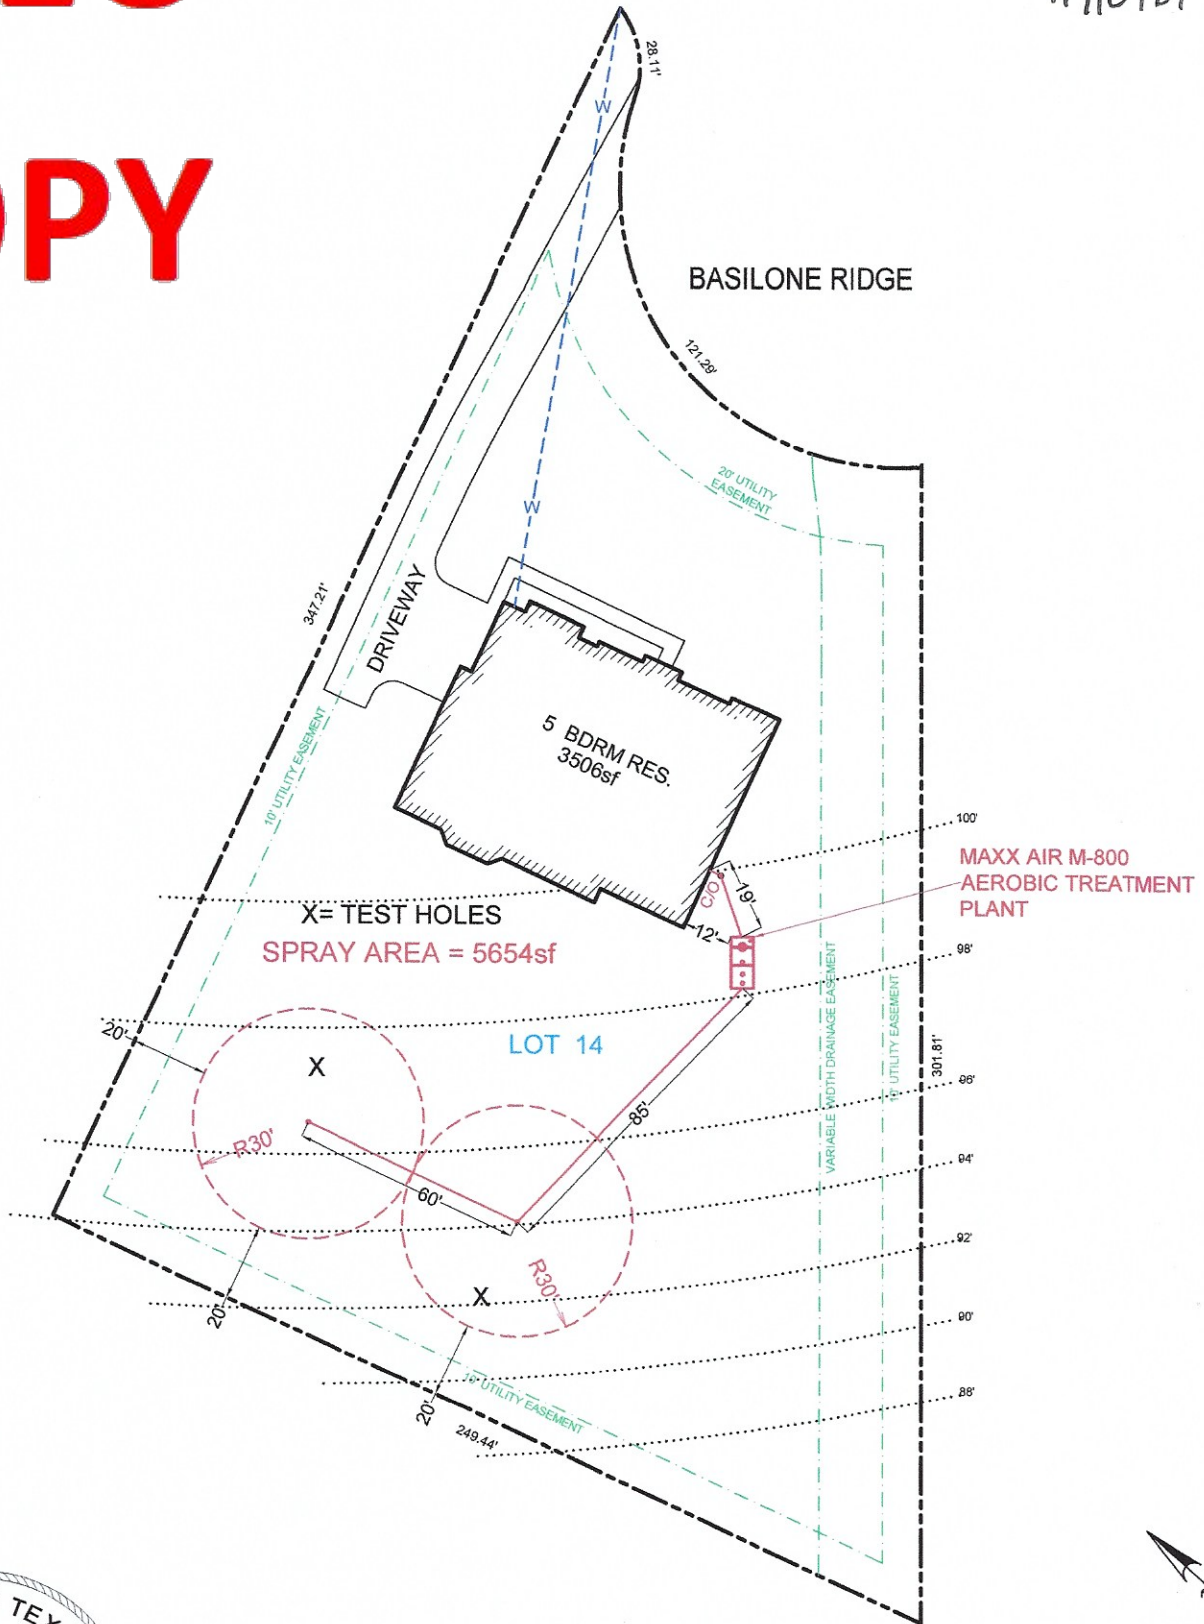 OPY
28.11'
W
BASILONE RIDGE
121.29'
20' UTILITY
EASEMENT
W
347.21'
DRIVEWAY
10' UTILITY EASEMENT
5 BDRM RES.
3506sf
100'
MAXX AIR M-800
AEROBIC TREATMENT
PLANT
C/O
19'
12'
X= TEST HOLES
SPRAY AREA = 5654sf
98'
VARIABLE WIDTH DRAINAGE EASEMENT
10' UTILITY EASEMENT
301.81'
20'
LOT 14
X
96'
85'
R30'
94'
60'
92'
X
R30'
20'
90'
88'
20'
10' UTILITY EASEMENT
249.44'
TEX